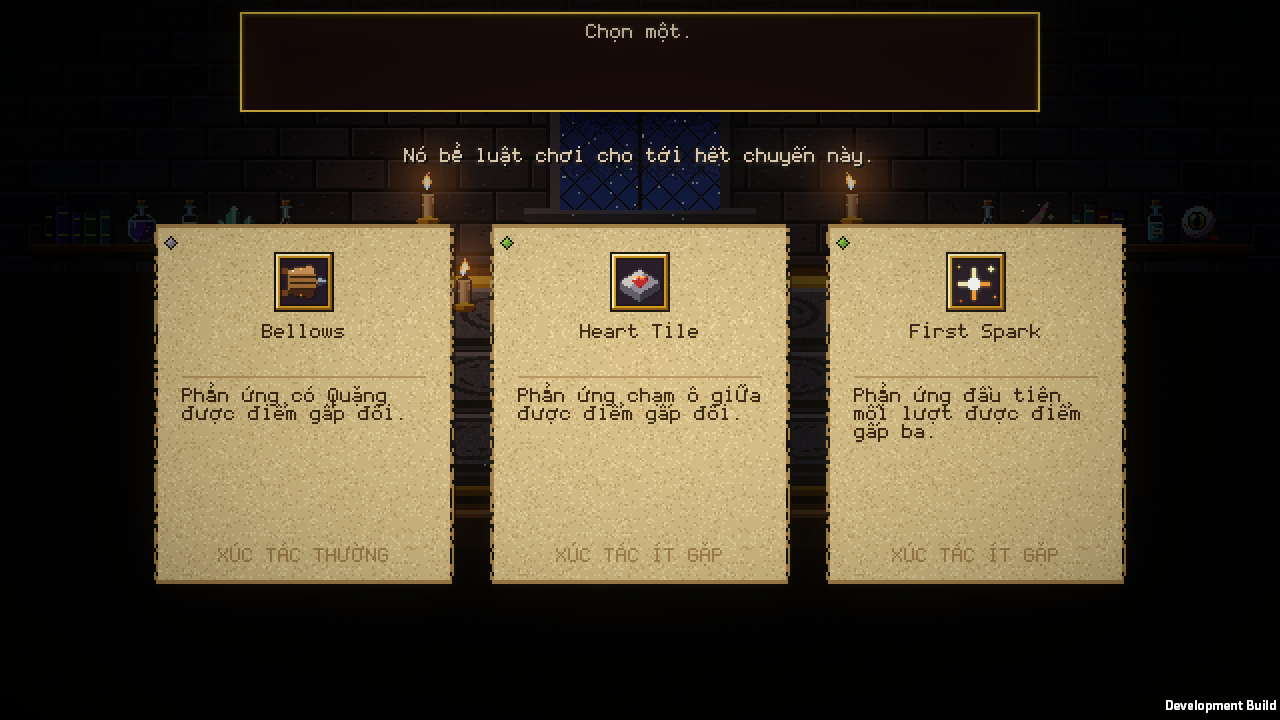 Chọn một.
Nó bẻ luật chơi cho tới hết chuyến này.
Bellows
Phản ứng có Quặng
được điểm gấp đôi.
XÚC TÁC THƯỜNG
Heart Tile
Phản ứng chạm ô giữa
được điểm gấp đôi.
XÚC TÁC ÍT GẶP
First Spark
Phản ứng đầu tiên
mỗi lượt được điểm
gấp ba.
XÚC TÁC ÍT GẶP
Development Build